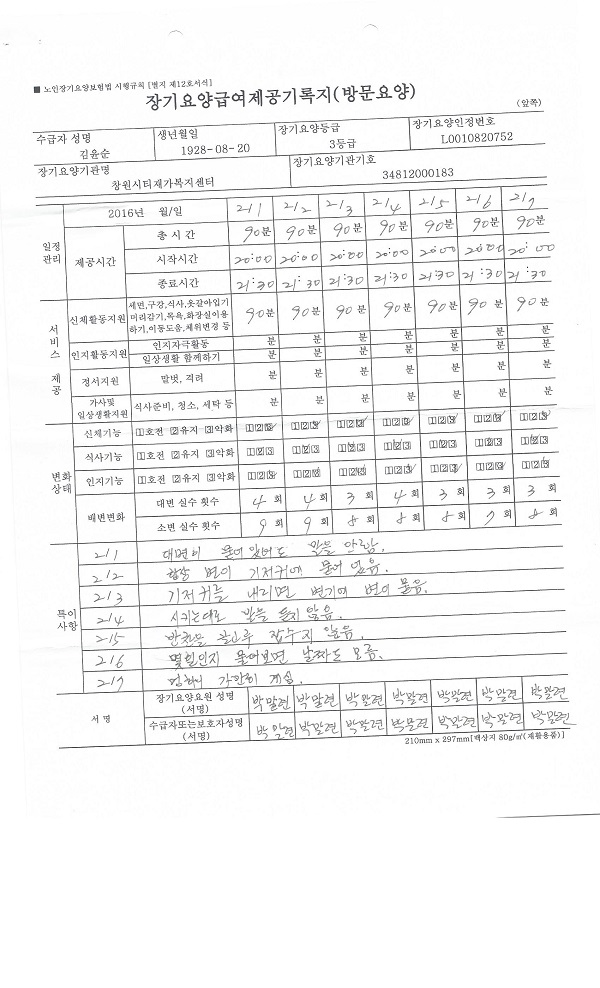 ■ 노인장기요양보험법 시행규칙 [별지 제12호서식]
장기요양급여제공기록지(방문요양)
(앞쪽)
수급자 성명 생년월일 장기요양등급 장기요양인정번호
김윤순 1928-08-20 3등급 L0010820752
장기요양기관명 장기요양기관기호
창원시티재가복지센터 34812000183
일정관리 2016년 월/일 2/1 2/2 2/3 2/4 2/5 2/6 2/7
제공시간 총 시 간 90분 90분 90분 90분 90분 90분 90분
시작시간 20:00 20:00 20:00 20:00 20:00 20:00 20:00
종료시간 21:30 21:30 21:30 21:30 21:30 21:30 21:30
서비스 제공
신체활동지원 세면,구강,식사,옷갈아입기 머리감기,목욕,화장실이용하기,이동도움,체위변경 등 90분 90분 90분 90분 90분 90분 90분
인지활동지원 인지자극활동 분 분 분 분 분 분 분
일상생활 함께하기 분 분 분 분 분 분 분
정서지원 말벗, 격려 분 분 분 분 분 분 분
가사및 일상생활지원 식사준비, 청소, 세탁 등 분 분 분 분 분 분 분
변화상태
신체기능 1호전 2유지 3악화 123 123 123 123 123 123 123
식사기능 1호전 2유지 3악화 123 123 123 123 123 123 123
인지기능 1호전 2유지 3악화 123 123 123 123 123 123 123
배변변화 대변 실수 횟수 4회 4회 3회 4회 3회 3회 3회
소변 실수 횟수 9회 9회 8회 8회 8회 7회 8회
특이사항
2/1 대변이 묻어있어도 말을 안함.
2/2 항상 변이 기저귀에 묻어 있음.
2/3 기저귀를 내리면 변기에 변이 묻음.
2/4 시키는대로 말을 듣지 않음.
2/5 반찬을 골고루 잡수지 않음.
2/6 몇일인지 물어보면 날짜도 모름.
2/7 가만히 계심.
서 명 장기요양요원 성명 (서명) 박말련 박말련 박말련 박말련 박말련 박말련 박말련
수급자또는보호자성명 (서명) 박말련 박말련 박말련 박말련 박말련 박말련 박말련
210mm x 297mm[백상지 80g/㎡(재활용품)]